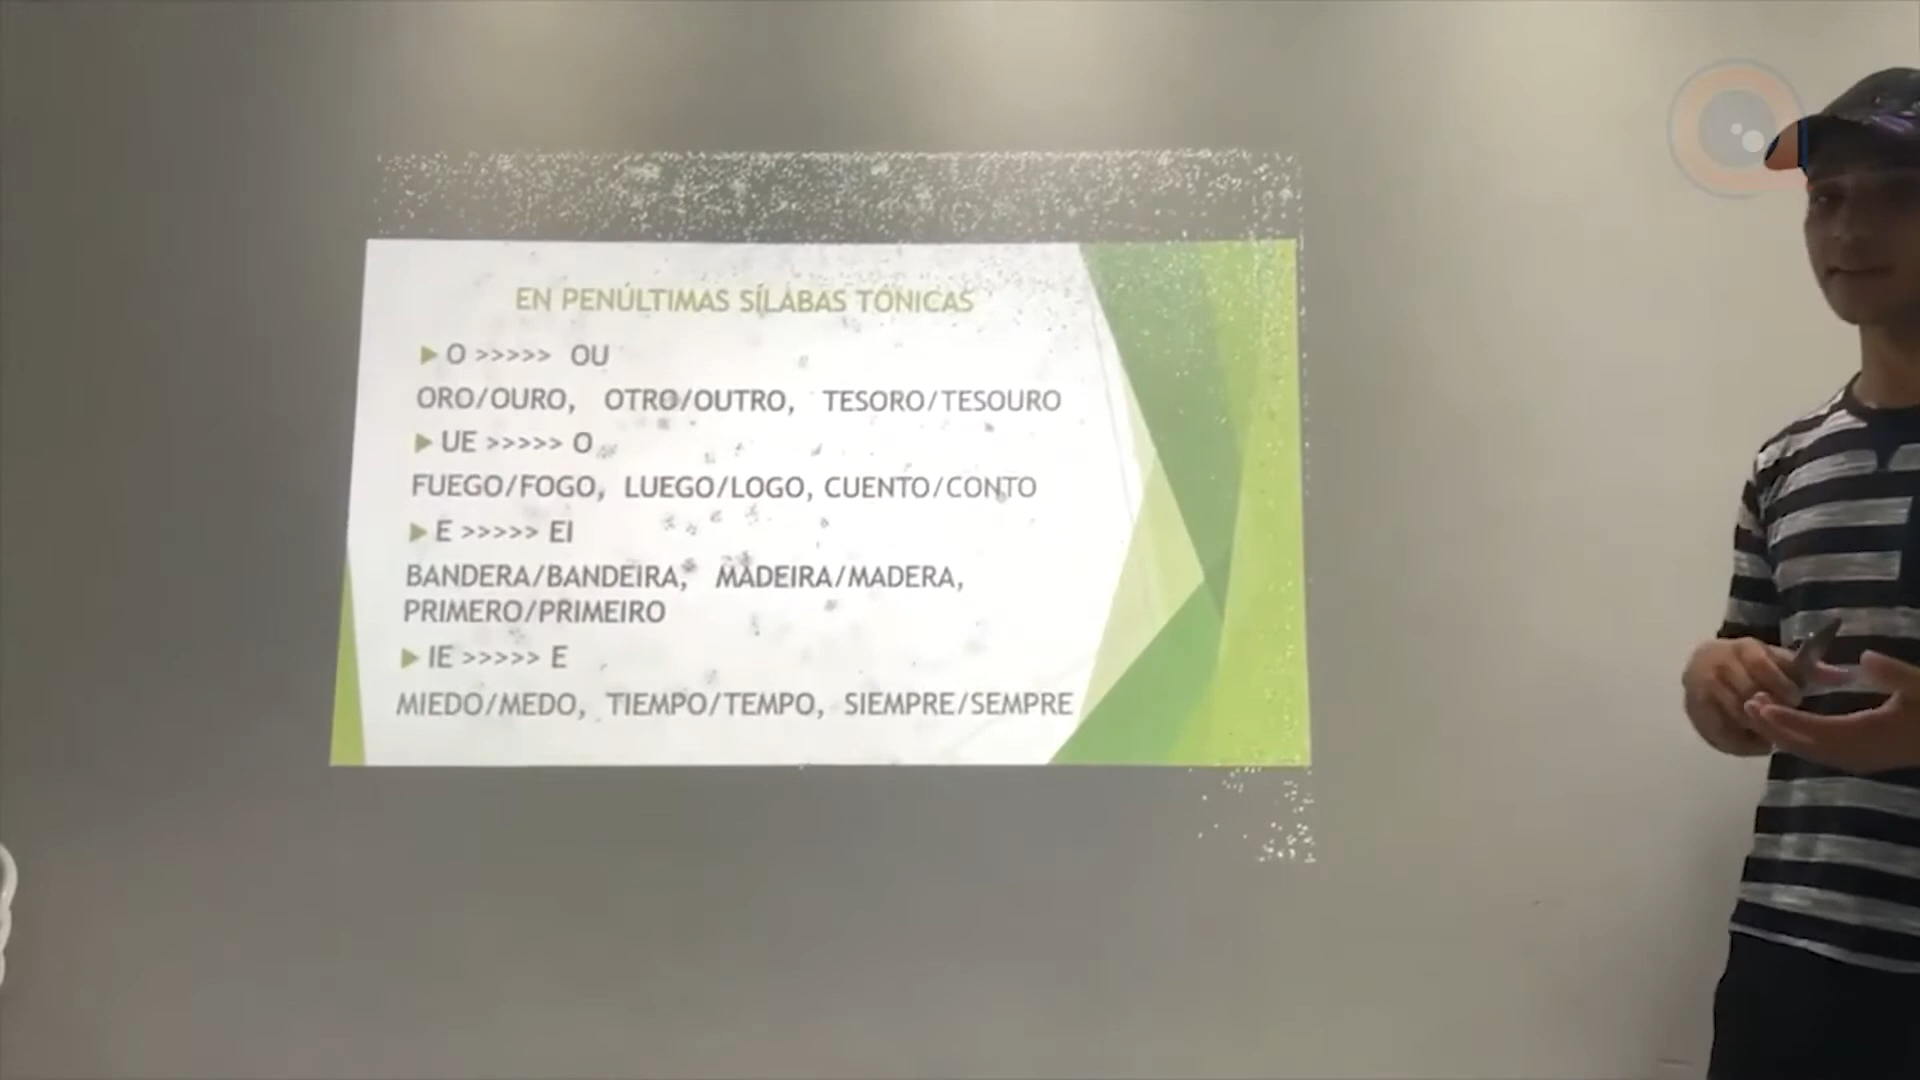 EN PENÚLTIMAS SÍLABAS TÓNICAS
O >>>>> OU
ORO/OURO, OTRO/OUTRO, TESORO/TESOURO
UE >>>>> O
FUEGO/FOGO, LUEGO/LOGO, CUENTO/CONTO
E >>>>> EI
BANDERA/BANDEIRA, MADEIRA/MADERA,
PRIMERO/PRIMEIRO
IE >>>>> E
MIEDO/MEDO, TIEMPO/TEMPO, SIEMPRE/SEMPRE